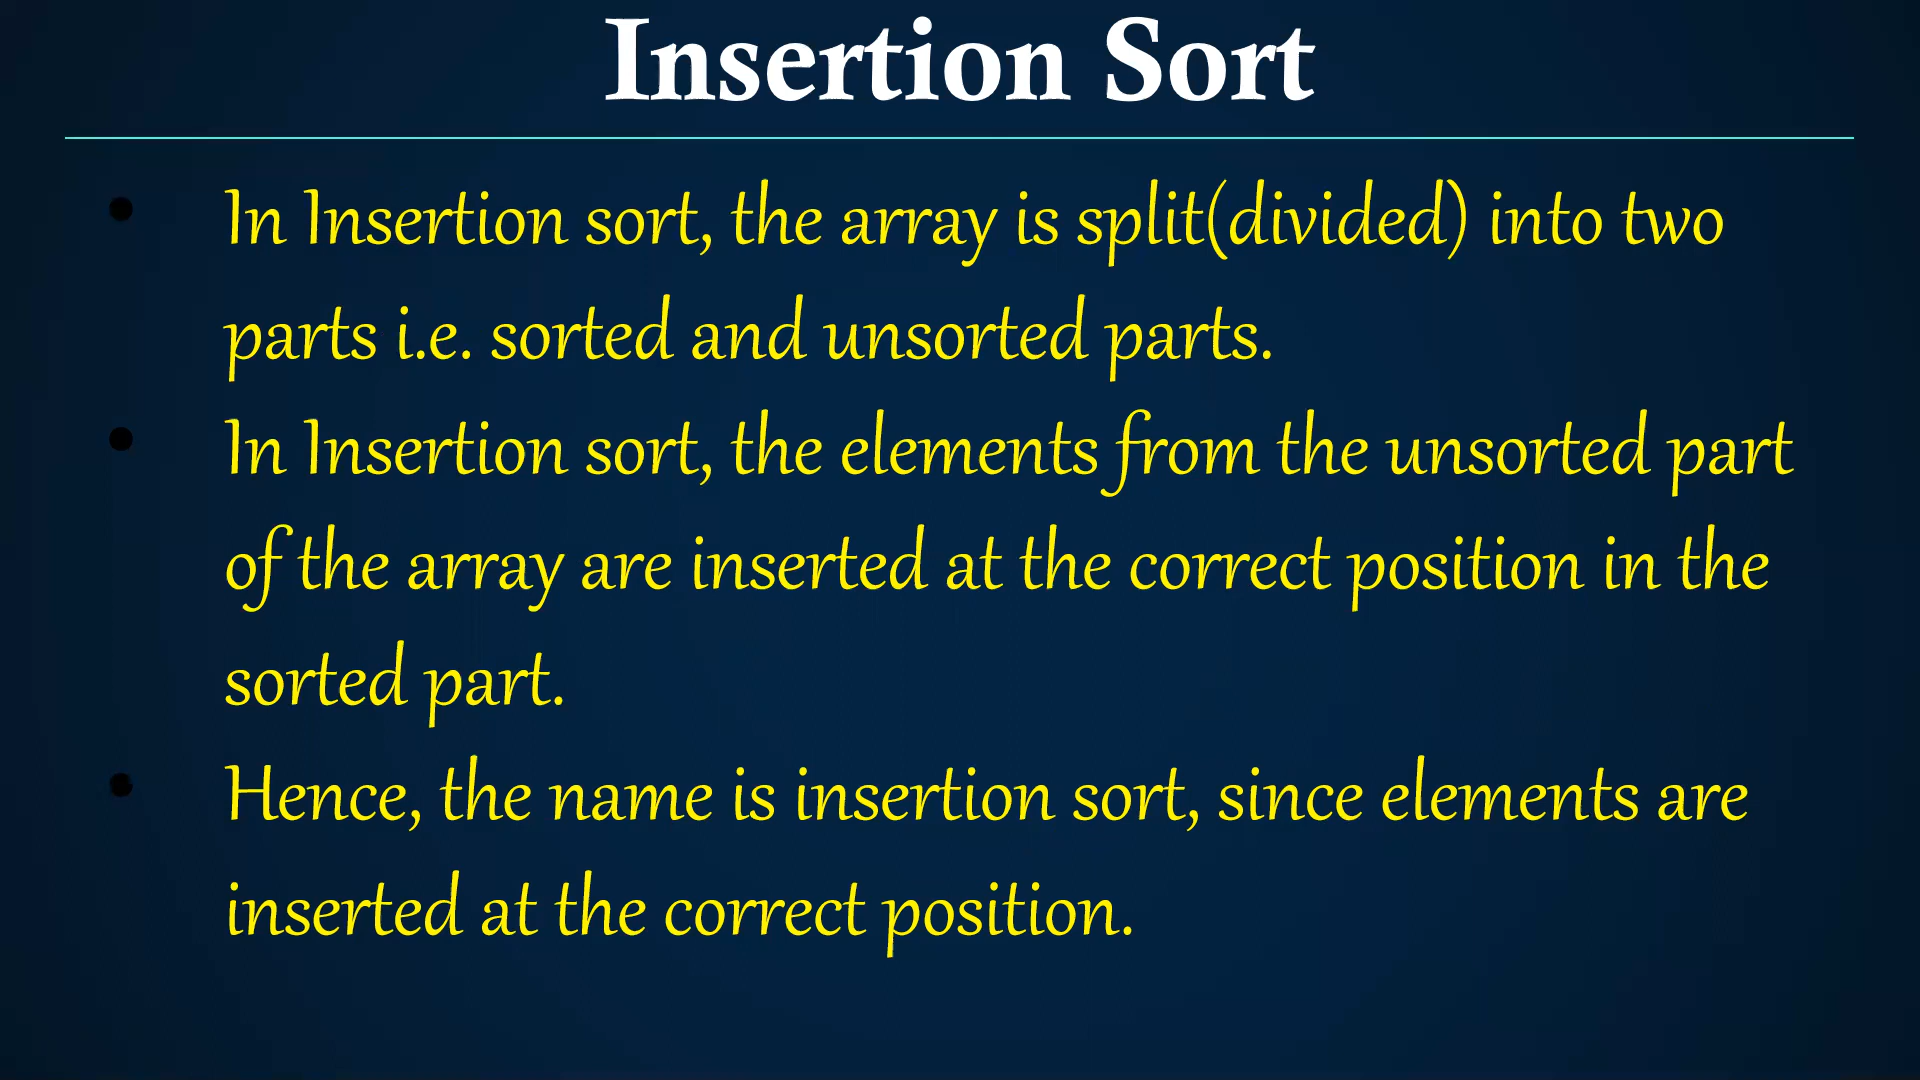 Insertion Sort
In Insertion sort, the array is split(divided) into two
parts i.e. sorted and unsorted parts.
In Insertion sort, the elements from the unsorted part
of the array are inserted at the correct position in the
sorted part.
Hence, the name is insertion sort, since elements are
inserted at the correct position.